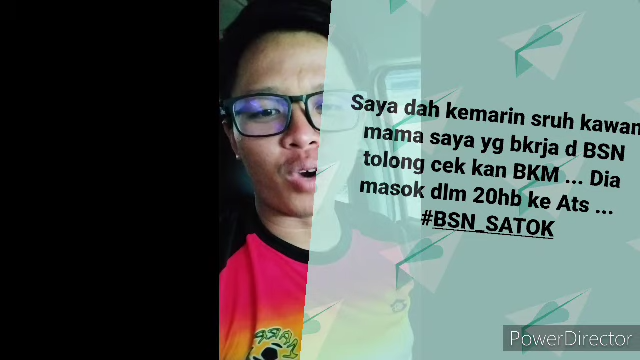 Saya dah kemarin sruh kawan
mama saya yg bkrja d BSN
tolong cek kan BKM ... Dia
masok dlm 20hb ke Ats ...
#BSN_SATOK
PowerDirector